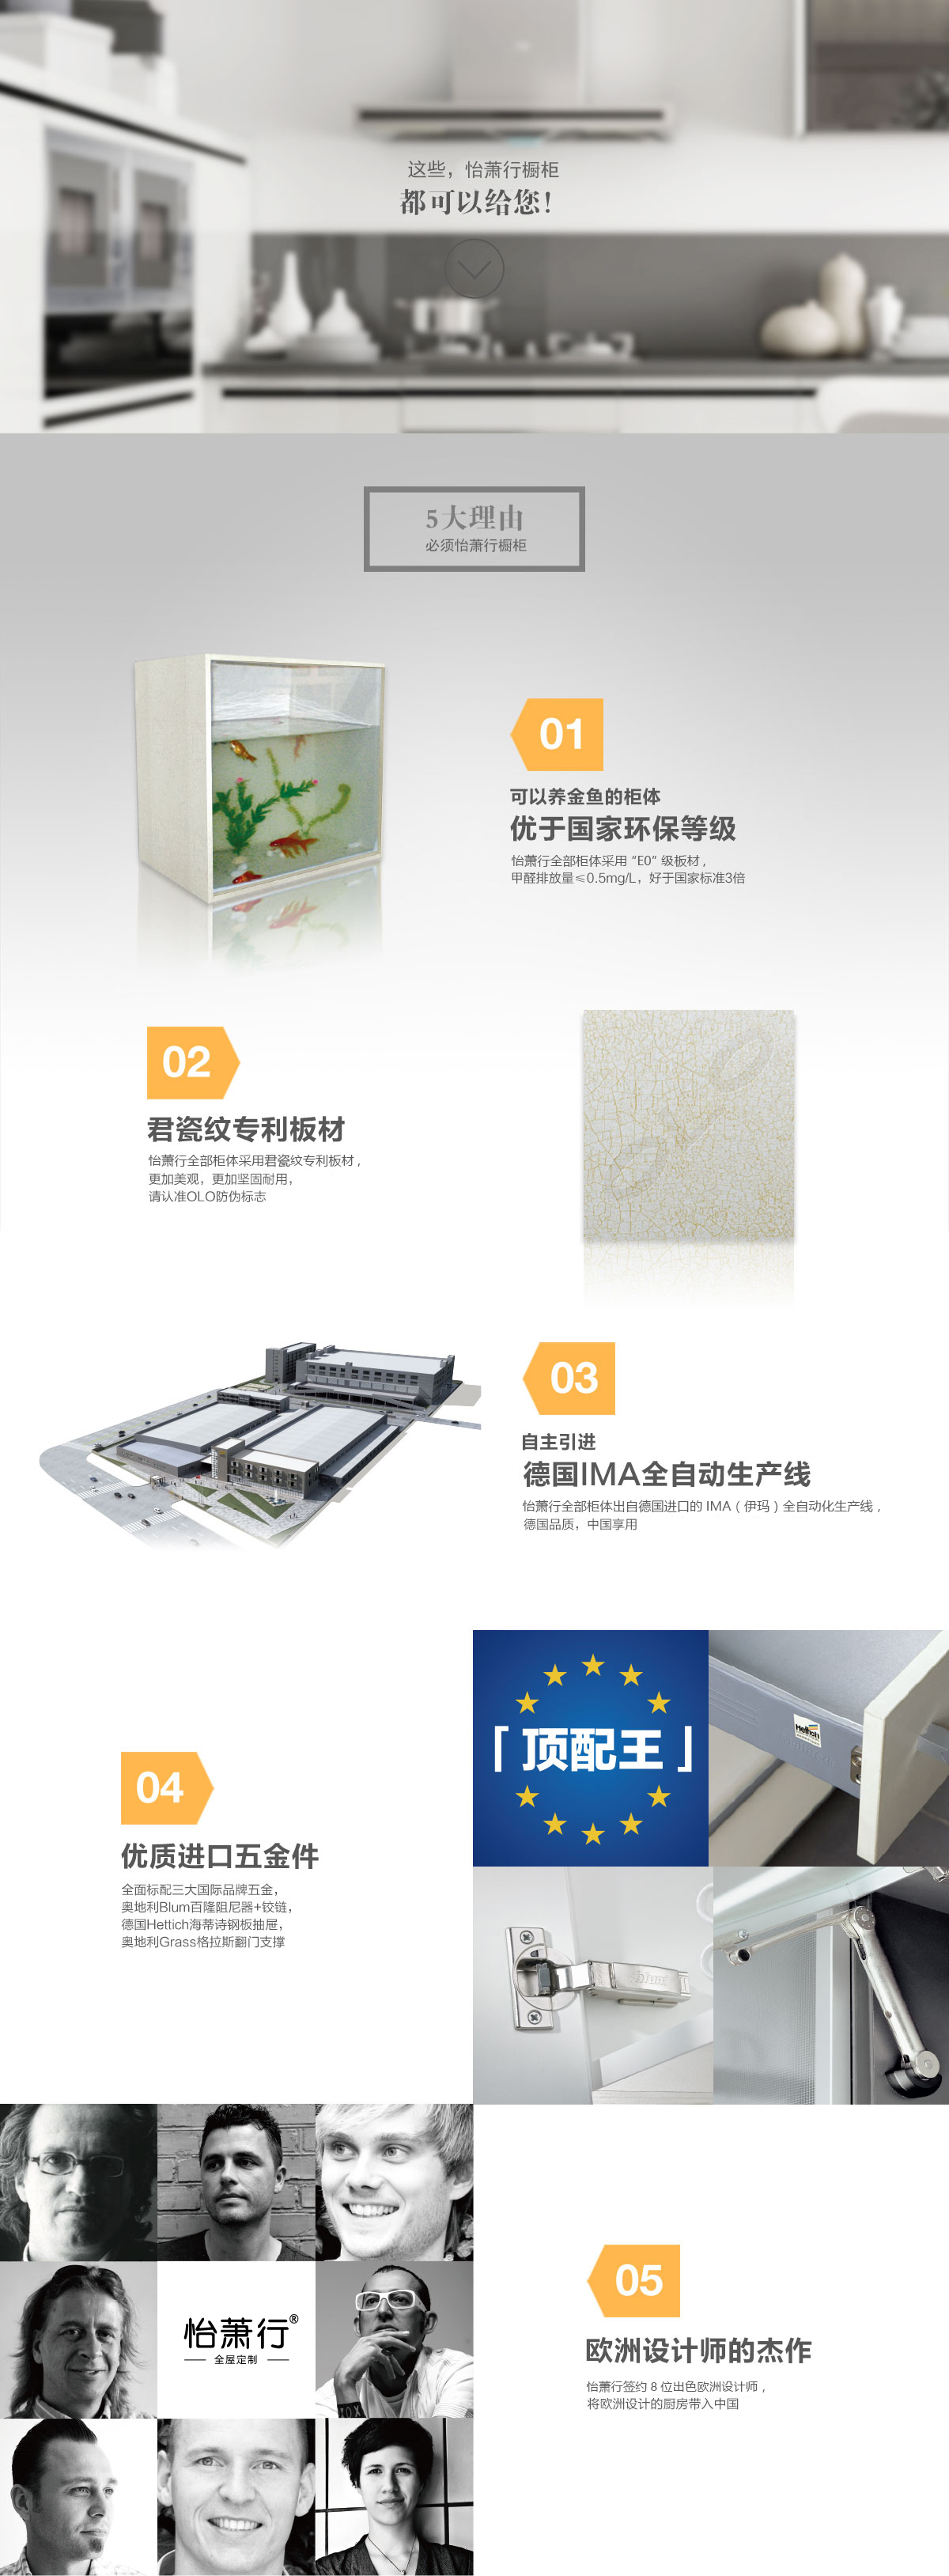 这些，怡萧行橱柜
都可以给您！
5大理由
必须怡萧行橱柜
01
可以养金鱼的柜体
优于国家环保等级
怡萧行全部柜体采用 “E0” 级板材，
甲醛排放量≤0.5mg/L，好于国家标准3倍
02
君瓷纹专利板材
怡萧行全部柜体采用君瓷纹专利板材，
更加美观，更加坚固耐用，
请认准OLO防伪标志
03
自主引进
德国IMA全自动生产线
怡萧行全部柜体出自德国进口的 IMA（伊玛）全自动化生产线，
德国品质，中国享用
「顶配王」
Hettich
04
优质进口五金件
全面标配三大国际品牌五金，
奥地利Blum百隆阻尼器+铰链，
德国Hettich海蒂诗钢板抽屉，
奥地利Grass格拉斯翻门支撑
blum
05
欧洲设计师的杰作
怡萧行签约 8 位出色欧洲设计师，
将欧洲设计的厨房带入中国
怡萧行®
全屋定制